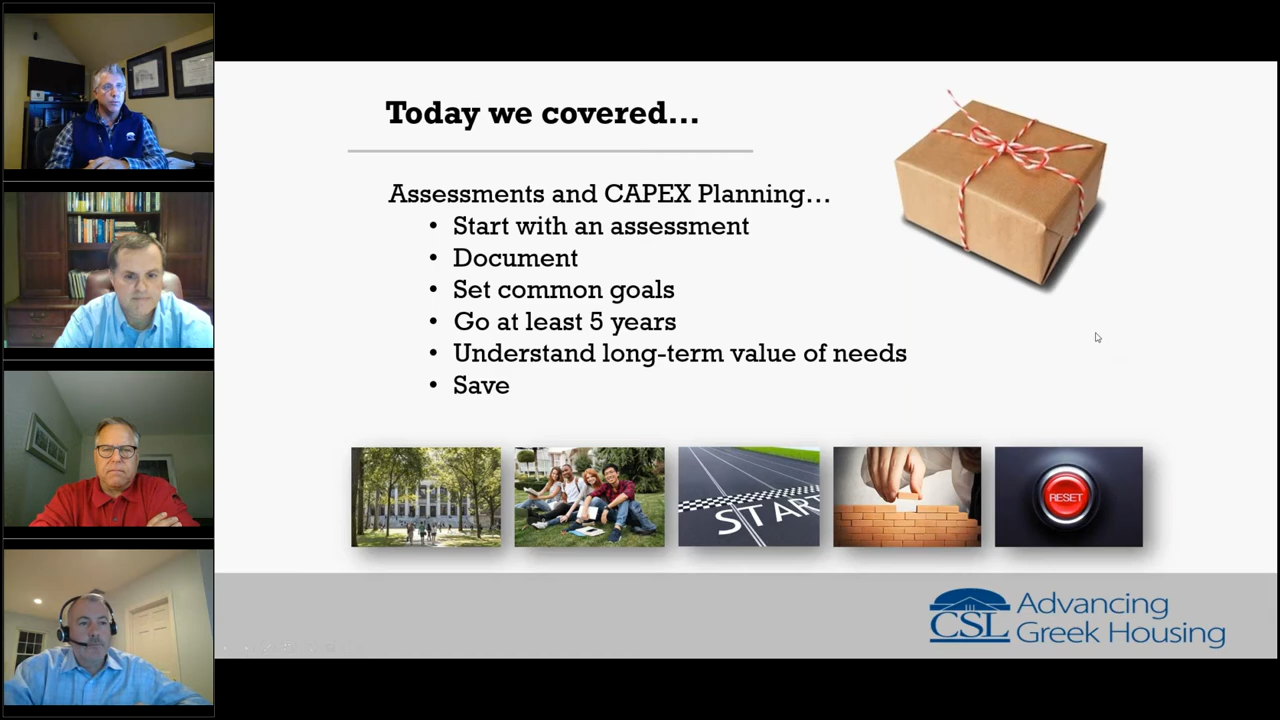 Today we covered...
Assessments and CAPEX Planning...
• Start with an assessment
• Document
• Set common goals
• Go at least 5 years
• Understand long-term value of needs
• Save
START
RESET
CSL
Advancing
Greek Housing